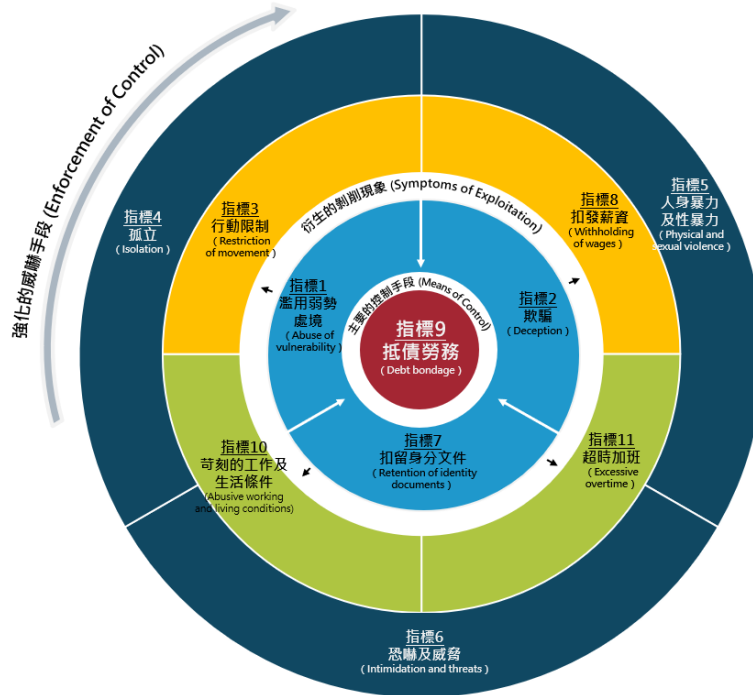 強化的威嚇手段 (Enforcement of Control)
指標4
孤立
( Isolation )
指標3
行動限制
( Restriction
of movement )
衍生的剝削現象 (Symptoms of Exploitation)
指標8
扣發薪資
( Withholding
of wages )
指標5
人身暴力
及性暴力
( Physical and
sexual violence )
指標1
濫用弱勢
處境
( Abuse of
vulnerability )
主要的控制手段 (Means of Control)
指標9
抵債勞務
( Debt bondage )
指標2
欺騙
( Deception )
指標7
扣留身分文件
( Retention of identity
documents )
指標10
苛刻的工作及
生活條件
(Abusive working
and living conditions)
指標11
超時加班
( Excessive
overtime )
指標6
恐嚇及威脅
( Intimidation and threats )